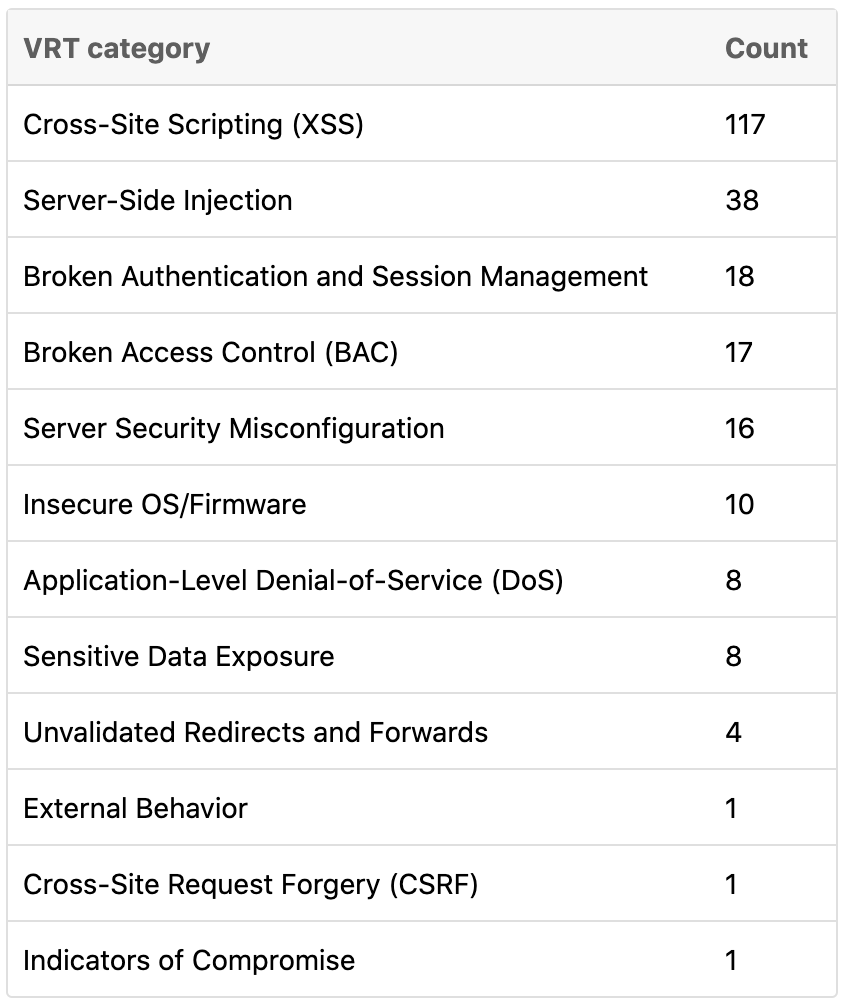 VRT category Count
Cross-Site Scripting (XSS) 117
Server-Side Injection 38
Broken Authentication and Session Management 18
Broken Access Control (BAC) 17
Server Security Misconfiguration 16
Insecure OS/Firmware 10
Application-Level Denial-of-Service (DoS) 8
Sensitive Data Exposure 8
Unvalidated Redirects and Forwards 4
External Behavior 1
Cross-Site Request Forgery (CSRF) 1
Indicators of Compromise 1